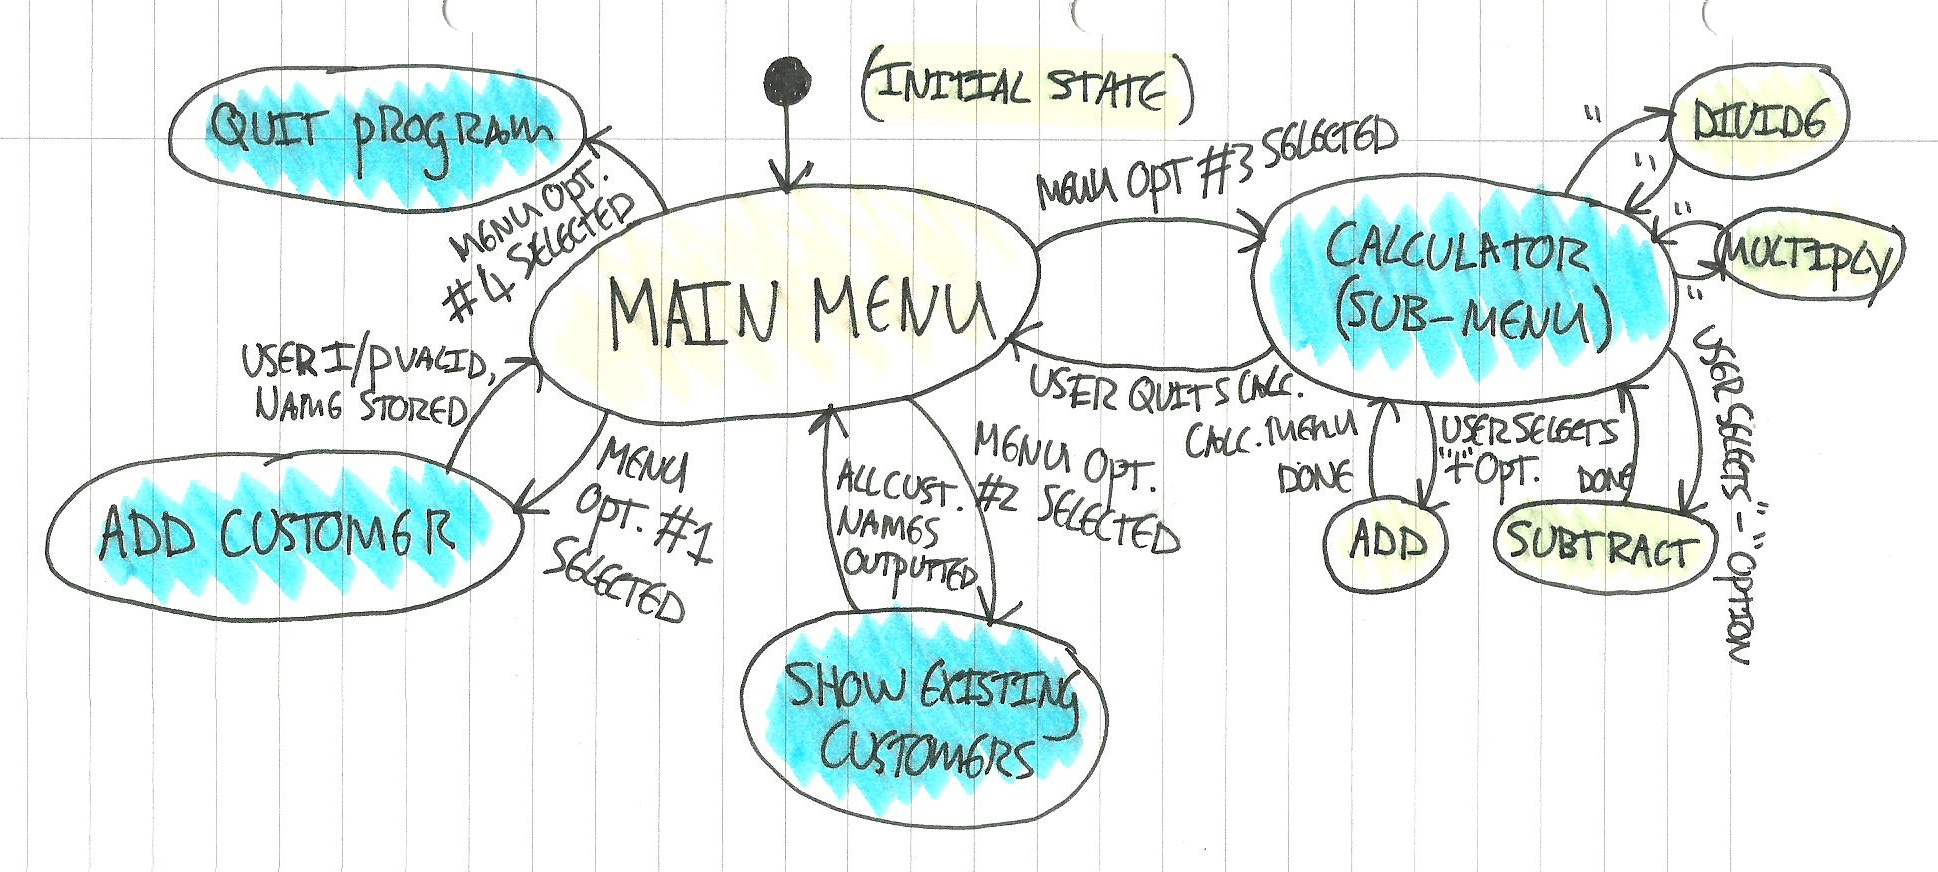 (INITIAL STATE)
QUIT PROGRAM
MENU OPT.
#4 SELECTED
MAIN MENU
MENU OPT #3 SELECTED
CALCULATOR
(SUB-MENU)
"
DIVIDE
"
"
MULTIPLY
"
USER I/P VALID,
NAME STORED
ADD CUSTOMER
MENU
OPT. #1
SELECTED
ALL CUST.
NAMES
OUTPUTTED
MENU OPT.
#2 SELECTED
SHOW EXISTING
CUSTOMERS
USER QUITS CALC.
CALC. MENU
DONE
USER SELECTS
"+" OPT.
ADD
DONE
SUBTRACT
USER SELECTS "-" OPTION